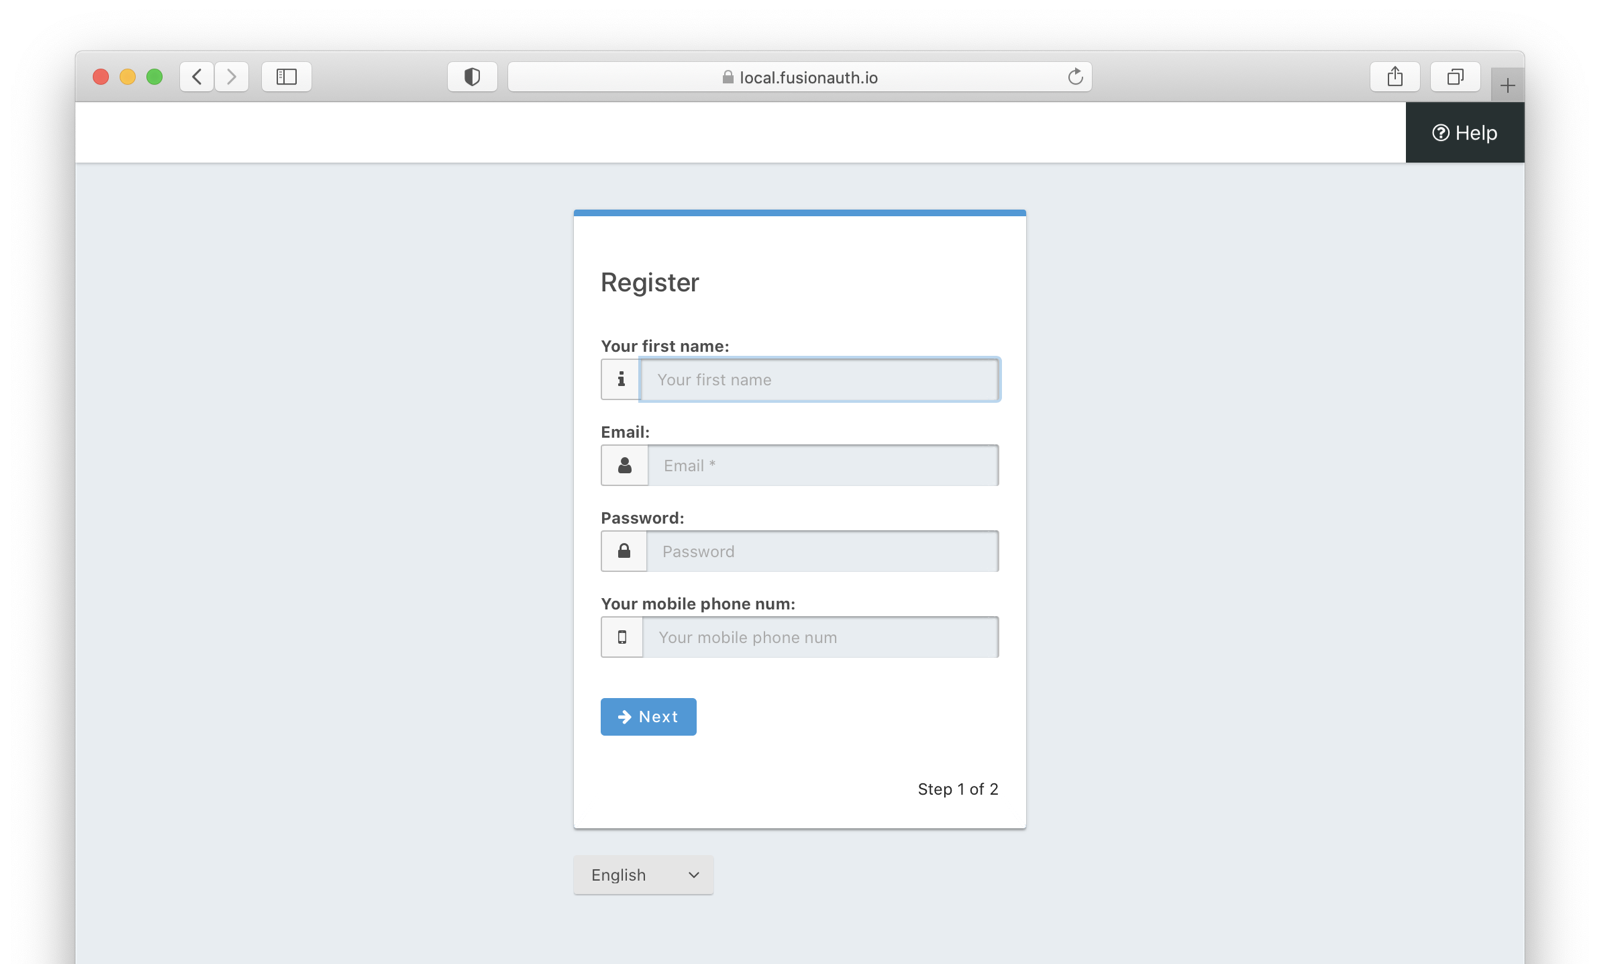 local.fusionauth.io
Help
Register
Your first name:
Your first name
Email:
Email *
Password:
Password
Your mobile phone num:
Your mobile phone num
Next
Step 1 of 2
English